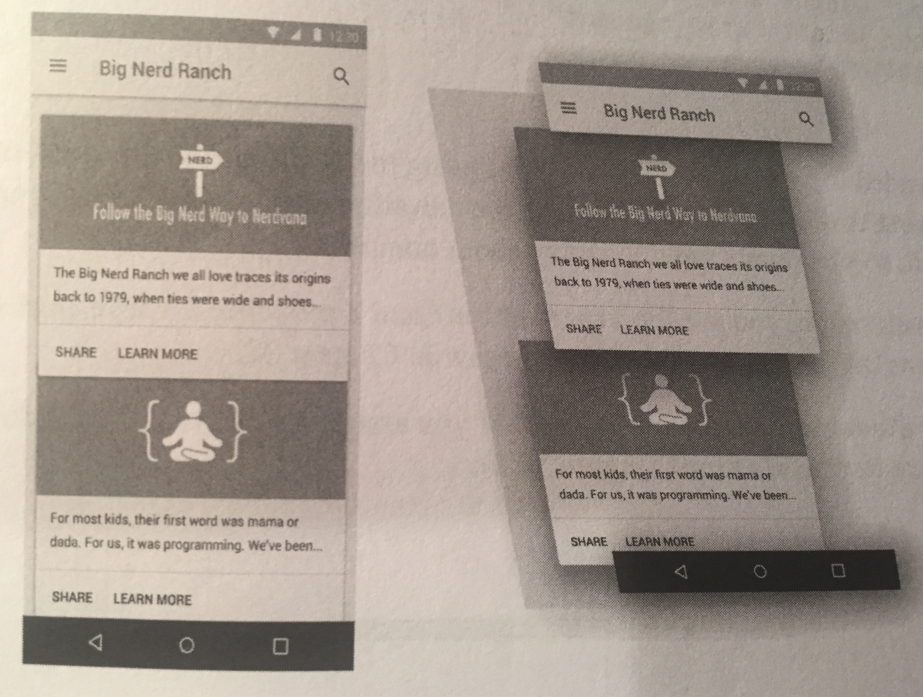 12:30
Big Nerd Ranch
NERD
Follow the Big Nerd Way to Nerdvana
The Big Nerd Ranch we all love traces its origins
back to 1979, when ties were wide and shoes...
SHARE LEARN MORE
For most kids, their first word was mama or
dada. For us, it was programming. We've been...
SHARE LEARN MORE
12:30
Big Nerd Ranch
NERD
Follow the Big Nerd Way to Nerdvana
The Big Nerd Ranch we all love traces its origins
back to 1979, when ties were wide and shoes...
SHARE LEARN MORE
For most kids, their first word was mama or
dada. For us, it was programming. We've been...
SHARE LEARN MORE